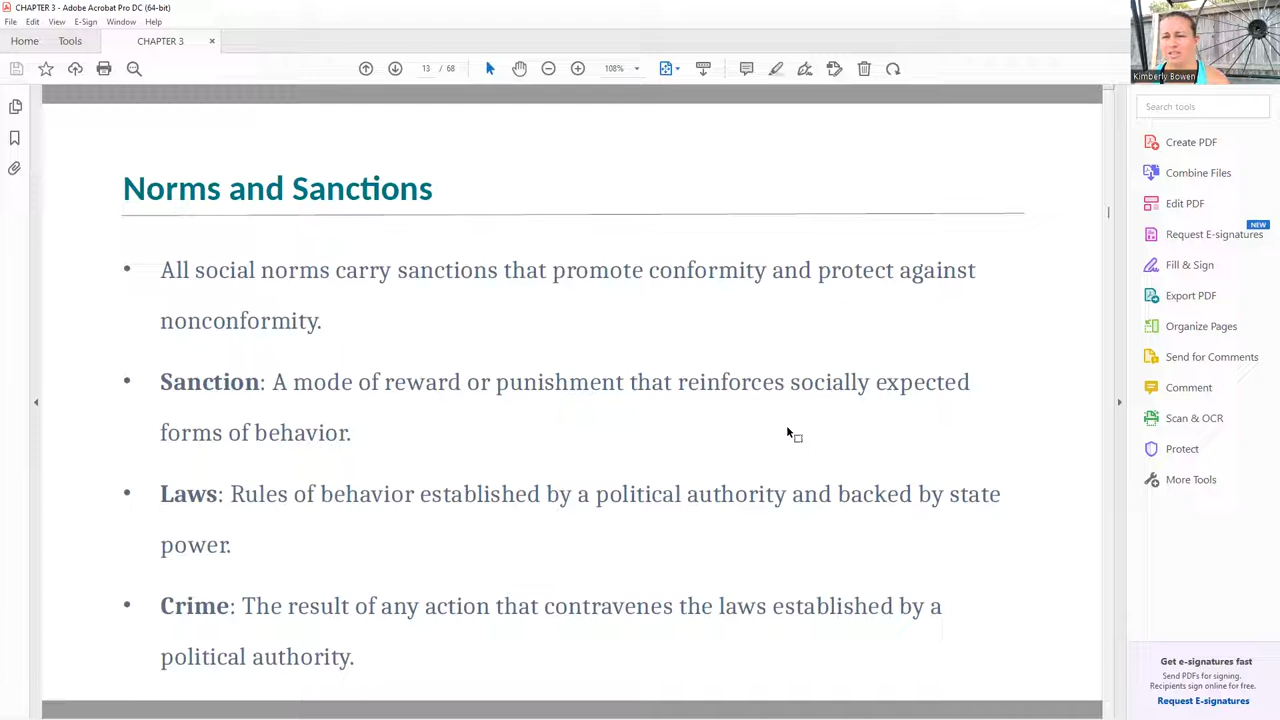 CHAPTER 3 - Adobe Acrobat Pro DC (64-bit)
File Edit View E-Sign Window Help
Home Tools CHAPTER 3 ×
13 / 68 108%
Kimberly Bowen
Norms and Sanctions
• All social norms carry sanctions that promote conformity and protect against
nonconformity.
• Sanction: A mode of reward or punishment that reinforces socially expected
forms of behavior.
• Laws: Rules of behavior established by a political authority and backed by state
power.
• Crime: The result of any action that contravenes the laws established by a
political authority.
Search tools
Create PDF
Combine Files
Edit PDF
NEW
Request E-signatures
Fill & Sign
Export PDF
Organize Pages
Send for Comments
Comment
Scan & OCR
Protect
More Tools
Get e-signatures fast
Send PDFs for signing.
Recipients sign online for free.
Request E-signatures